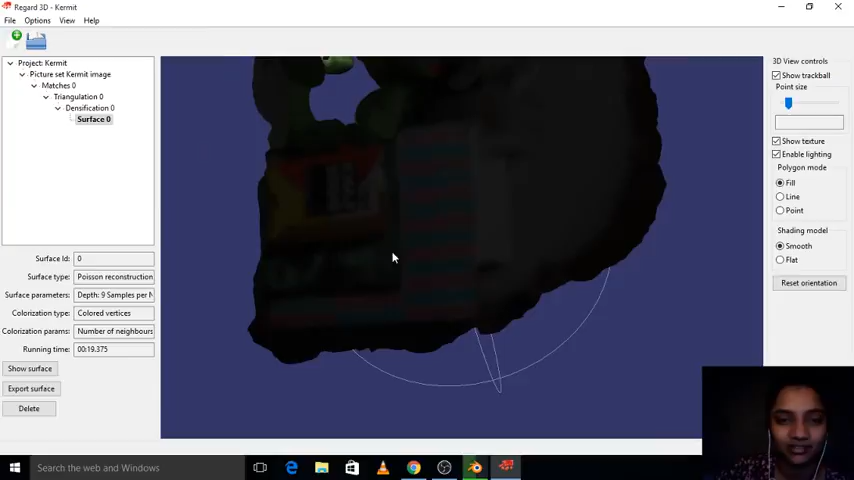 Regard 3D - Kermit
File Options View Help
Project: Kermit
Picture set Kermit image
Matches 0
Triangulation 0
Densification 0
Surface 0
Surface Id: 0
Surface type: Poisson reconstruction
Surface parameters: Depth: 9 Samples per N
Colorization type: Colored vertices
Colorization params: Number of neighbours
Running time: 00:19.375
Show surface
Export surface
Delete
3D View controls
Show trackball
Point size
Show texture
Enable lighting
Polygon mode
Fill
Line
Point
Shading model
Smooth
Flat
Reset orientation
Search the web and Windows